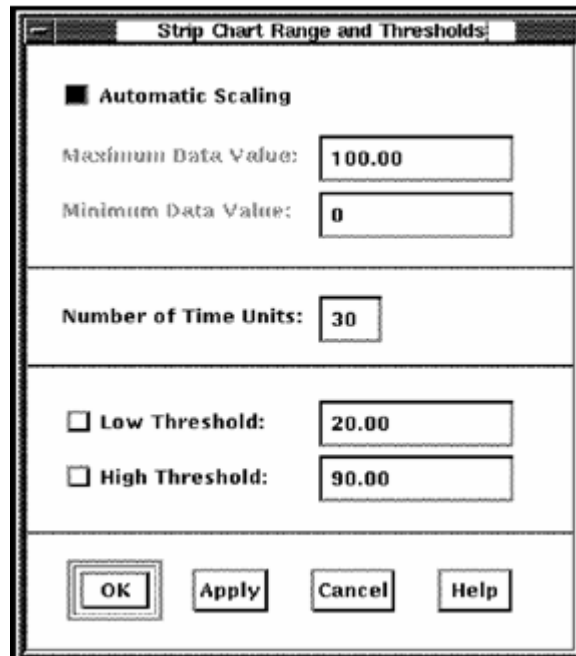 Strip Chart Range and Thresholds
Automatic Scaling
Maximum Data Value: 100.00
Minimum Data Value: 0
Number of Time Units: 30
Low Threshold: 20.00
High Threshold: 90.00
OK Apply Cancel Help